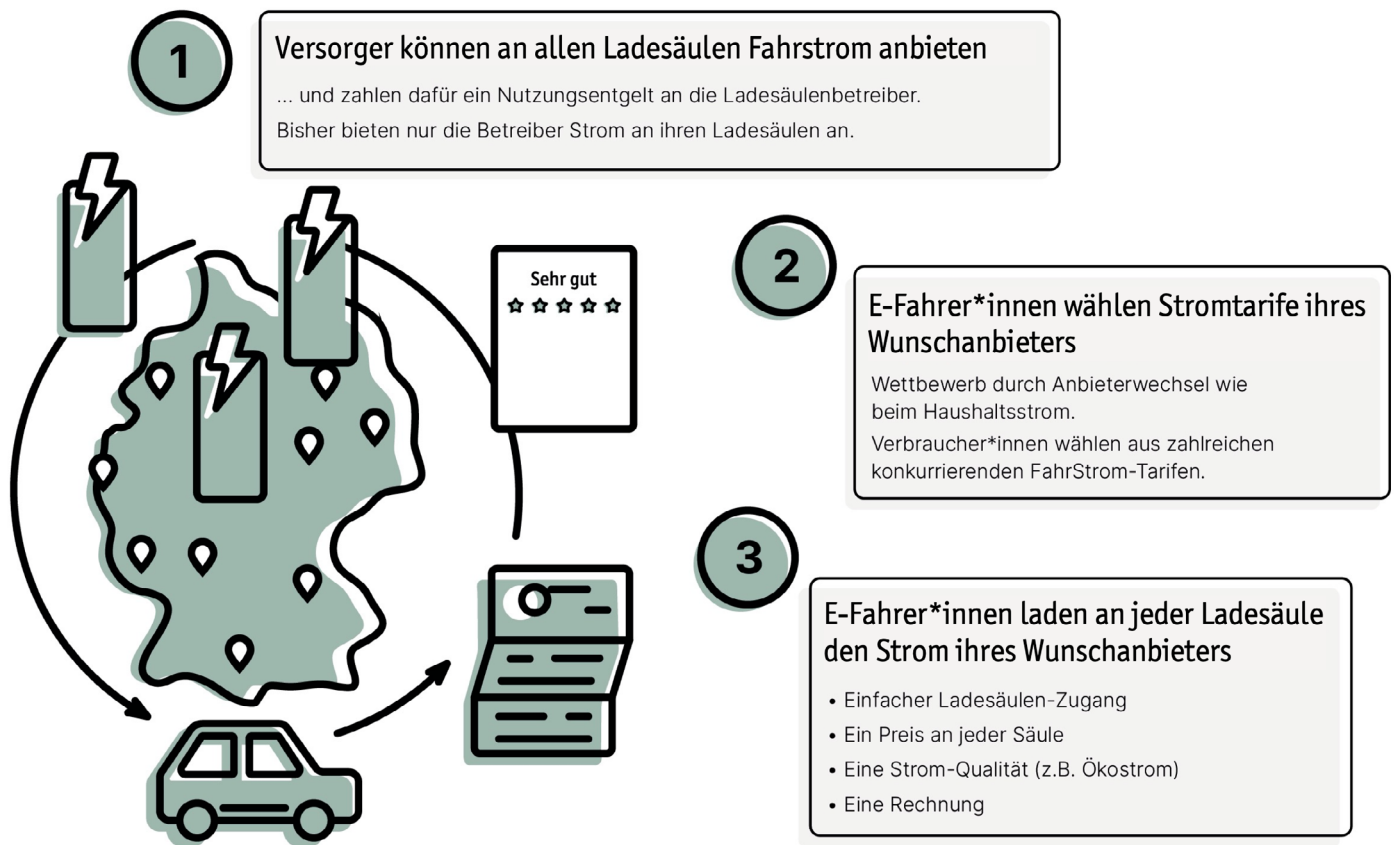 1
Versorger können an allen Ladesäulen Fahrstrom anbieten
... und zahlen dafür ein Nutzungsentgelt an die Ladesäulenbetreiber.
Bisher bieten nur die Betreiber Strom an ihren Ladesäulen an.
Sehr gut
2
E-Fahrer*innen wählen Stromtarife ihres
Wunschanbieters
Wettbewerb durch Anbieterwechsel wie
beim Haushaltsstrom.
Verbraucher*innen wählen aus zahlreichen
konkurrierenden FahrStrom-Tarifen.
3
E-Fahrer*innen laden an jeder Ladesäule
den Strom ihres Wunschanbieters
• Einfacher Ladesäulen-Zugang
• Ein Preis an jeder Säule
• Eine Strom-Qualität (z.B. Ökostrom)
• Eine Rechnung